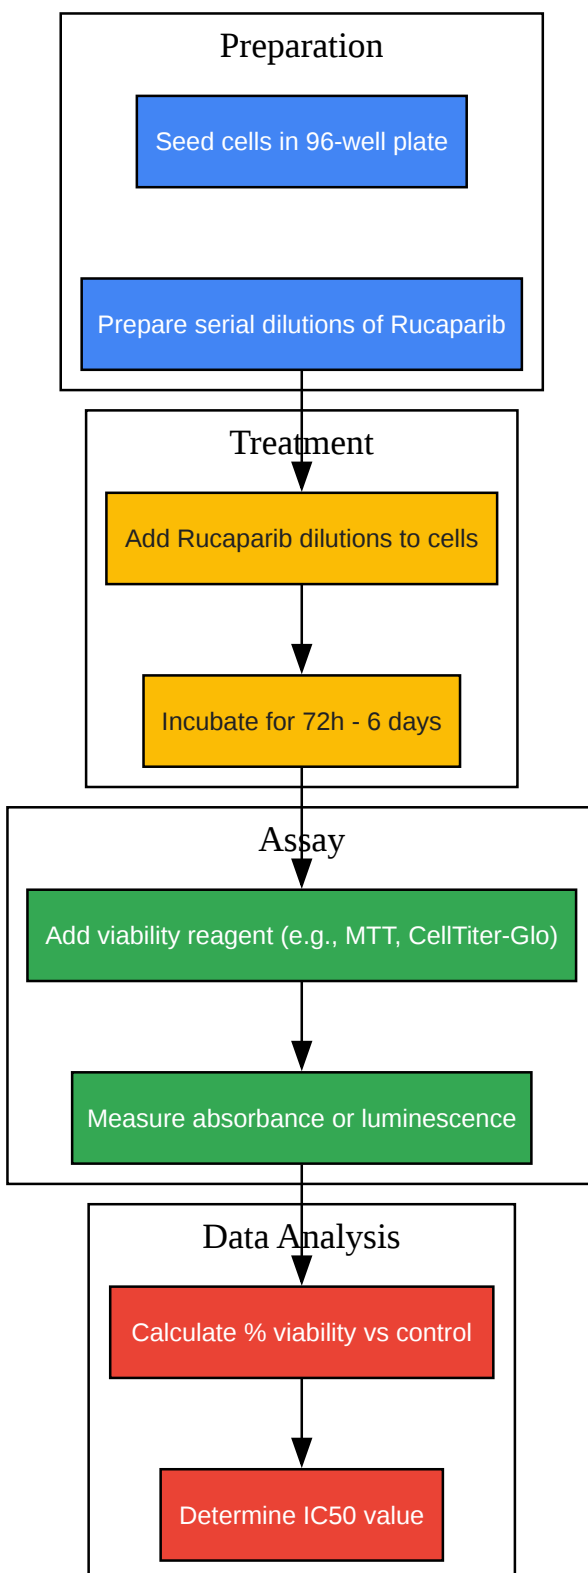 Preparation
Seed cells in 96-well plate
Prepare serial dilutions of Rucaparib
Treatment
Add Rucaparib dilutions to cells
Incubate for 72h - 6 days
Assay
Add viability reagent (e.g., MTT, CellTiter-Glo)
Measure absorbance or luminescence
Data Analysis
Calculate % viability vs control
Determine IC50 value